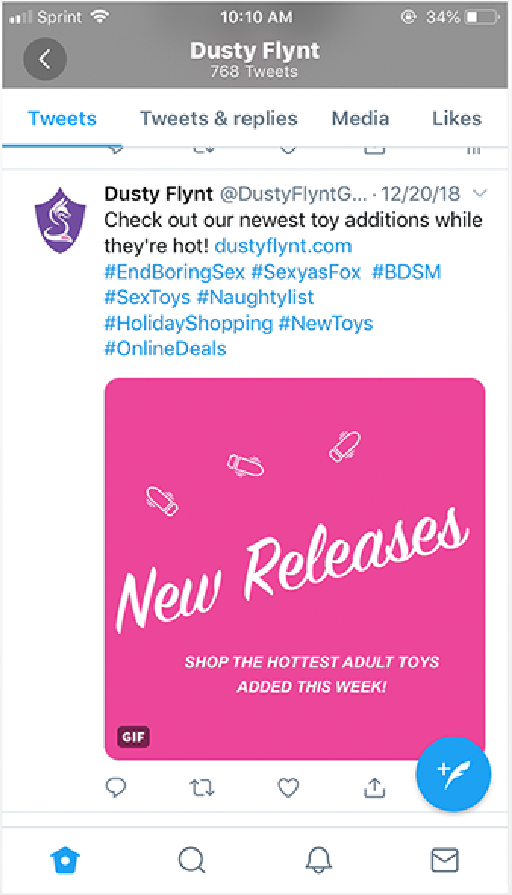 Sprint 10:10 AM 34%
Dusty Flynt
768 Tweets
Tweets Tweets & replies Media Likes
Dusty Flynt @DustyFlyntG... · 12/20/18
Check out our newest toy additions while
they're hot! dustyflynt.com
#EndBoringSex #SexyasFox #BDSM
#SexToys #Naughtylist
#HolidayShopping #NewToys
#OnlineDeals
New Releases
SHOP THE HOTTEST ADULT TOYS
ADDED THIS WEEK!
GIF